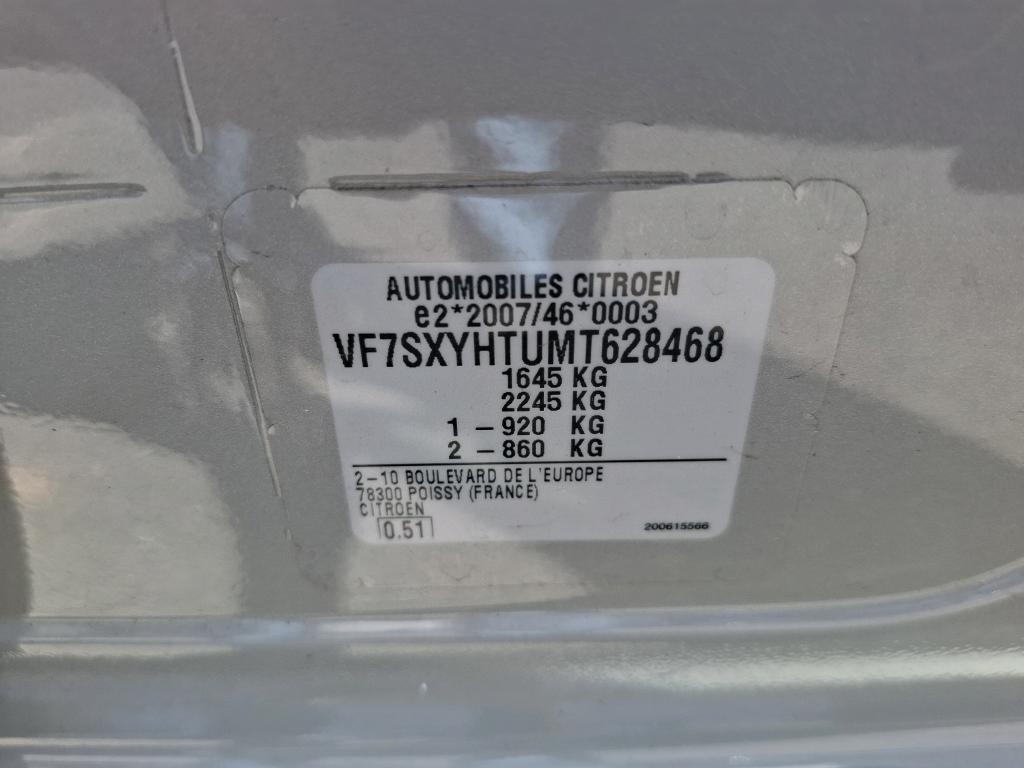 AUTOMOBILES CITROEN
e2*2007/46*0003
VF7SXYHTUMT628468
1645 KG
2245 KG
1 - 920 KG
2 - 860 KG
2-10 BOULEVARD DE L'EUROPE
78300 POISSY (FRANCE)
CITROEN
0.51
200615566